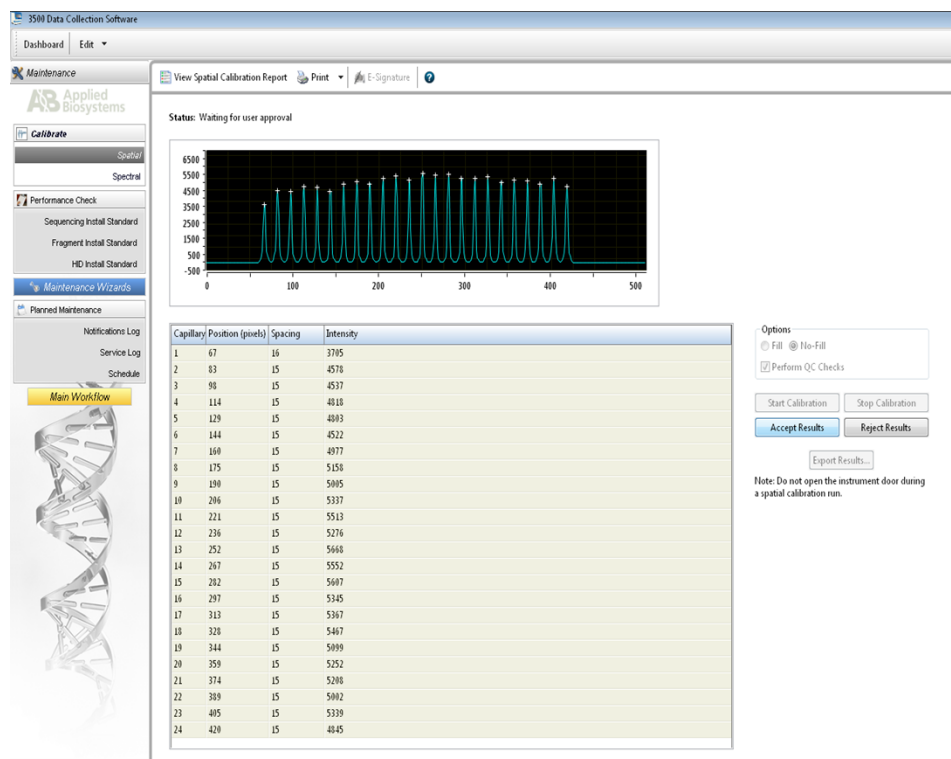 3500 Data Collection Software
Dashboard Edit
Maintenance
View Spatial Calibration Report Print E-Signature ?
AB Applied
Biosystems
Status: Waiting for user approval
Calibrate
Spatial
Spectral
Performance Check
Sequencing Install Standard
Fragment Install Standard
HID Install Standard
Maintenance Wizards
Planned Maintenance
Notifications Log
Service Log
Schedule
Main Workflow
6500
5500
4500
3500
2500
1500
500
-500
0 100 200 300 400 500
Capillary Position (pixels) Spacing Intensity
1 67 16 3705
2 83 15 4578
3 98 15 4537
4 114 15 4818
5 129 15 4803
6 144 15 4522
7 160 15 4977
8 175 15 5158
9 190 15 5005
10 206 15 5337
11 221 15 5513
12 236 15 5276
13 252 15 5668
14 267 15 5552
15 282 15 5607
16 297 15 5345
17 313 15 5367
18 328 15 5467
19 344 15 5099
20 359 15 5252
21 374 15 5208
22 389 15 5002
23 405 15 5339
24 420 15 4845
Options
Fill No-Fill
Perform QC Checks
Start Calibration Stop Calibration
Accept Results Reject Results
Export Results...
Note: Do not open the instrument door during
a spatial calibration run.